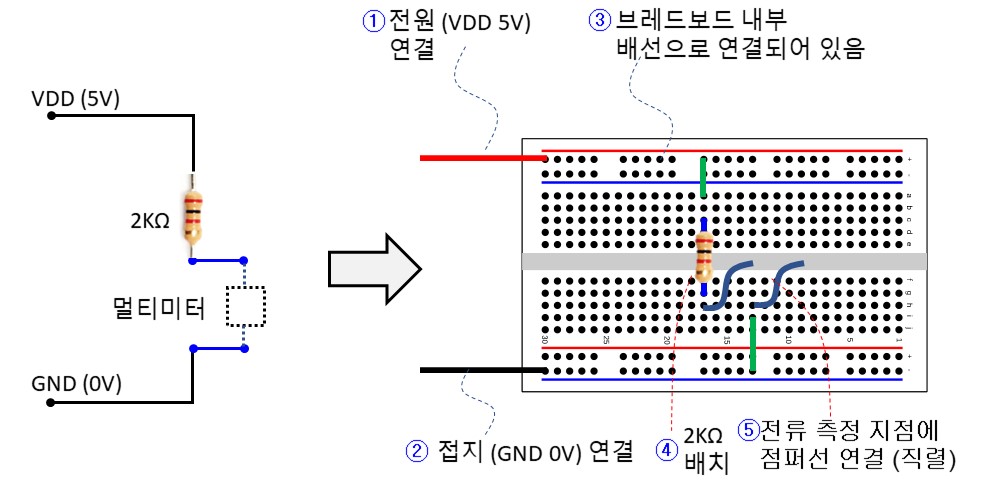 ① 전원 (VDD 5V)
연결
③ 브레드보드 내부
배선으로 연결되어 있음
VDD (5V)
2KΩ
멀티미터
GND (0V)
+
-
a
b
c
d
e
f
g
h
i
j
30
25
20
15
10
5
1
+
-
② 접지 (GND 0V) 연결
④ 2KΩ
배치
⑤ 전류 측정 지점에
점퍼선 연결 (직렬)